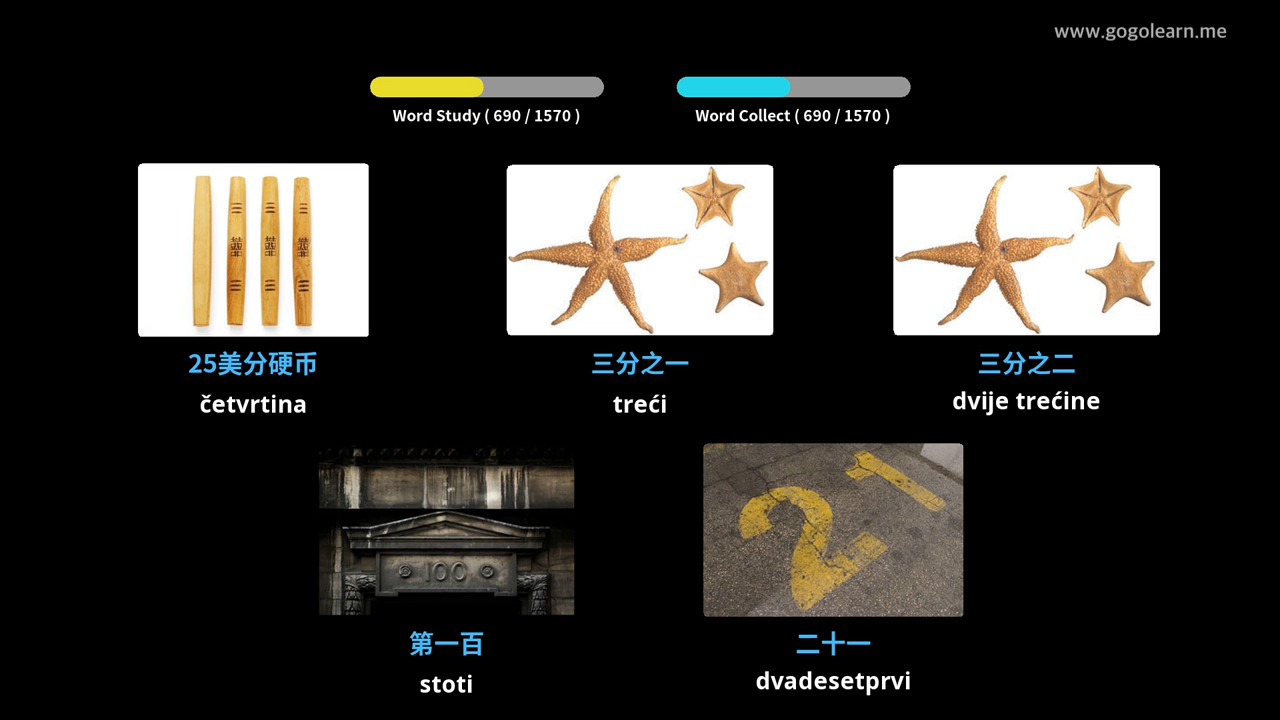 www.gogolearn.me
Word Study ( 690 / 1570 )
Word Collect ( 690 / 1570 )
25美分硬币
četvrtina
三分之一
treći
三分之二
dvije trećine
100
第一百
stoti
21
二十一
dvadesetprvi